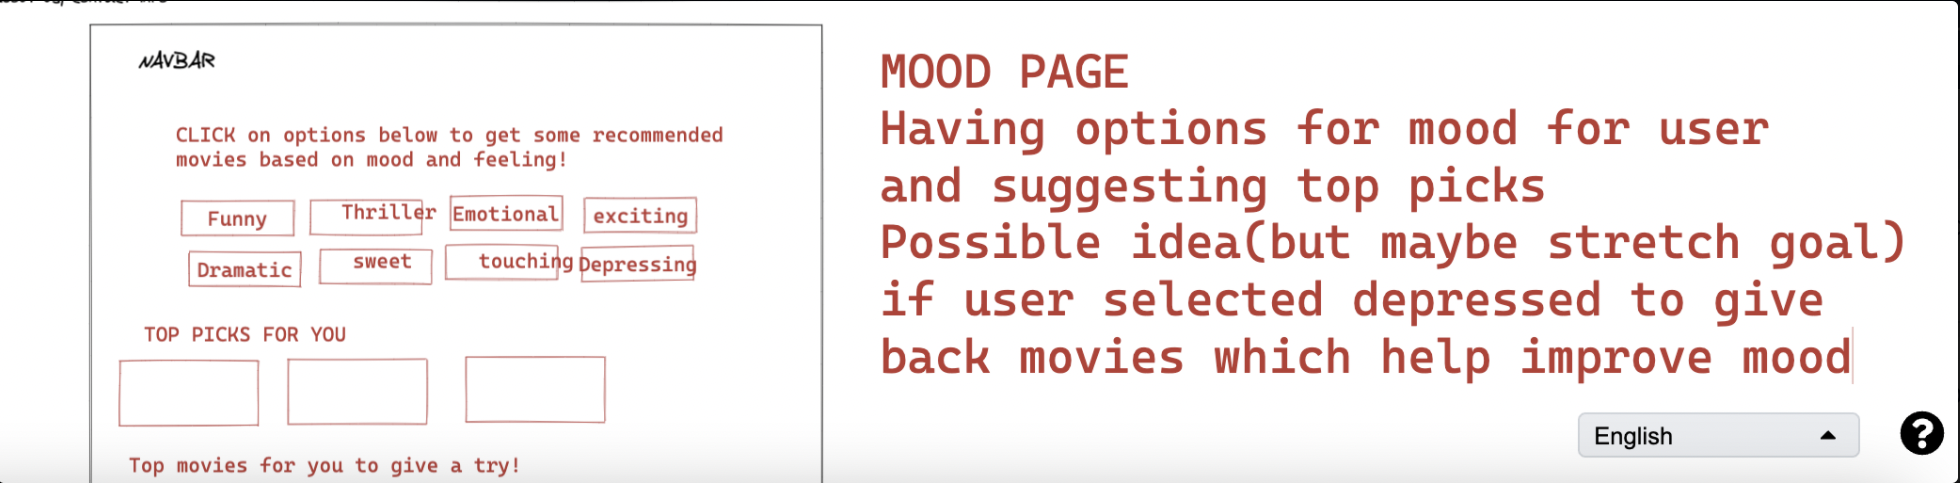 NAVBAR
CLICK on options below to get some recommended
movies based on mood and feeling!
Funny
Thriller
Emotional
exciting
Dramatic
sweet
touching
Depressing
TOP PICKS FOR YOU
Top movies for you to give a try!
MOOD PAGE
Having options for mood for user
and suggesting top picks
Possible idea(but maybe stretch goal)
if user selected depressed to give
back movies which help improve mood
English
?